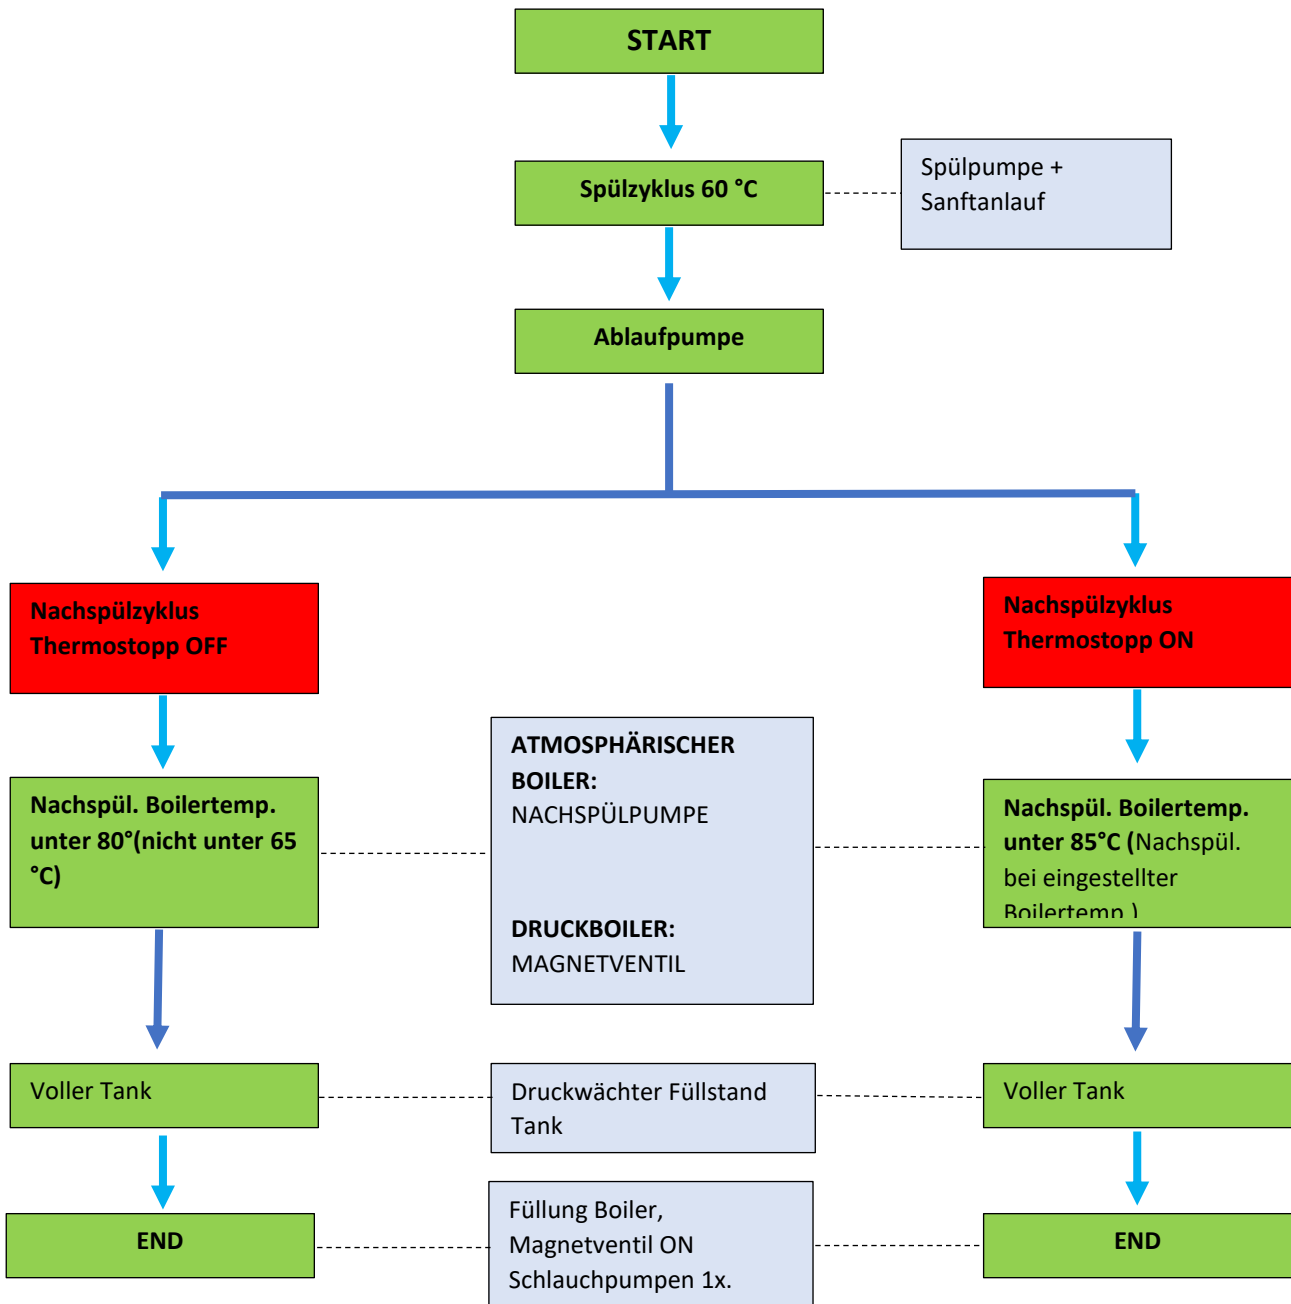 START
Spülzyklus 60 °C
Spülpumpe +
Sanftanlauf
Ablaufpumpe
Nachspülzyklus
Thermostopp OFF
Nachspülzyklus
Thermostopp ON
Nachspül. Boilertemp.
unter 80°(nicht unter 65
°C)
ATMOSPHÄRISCHER
BOILER:
NACHSPÜLPUMPE
DRUCKBOILER:
MAGNETVENTIL
Nachspül. Boilertemp.
unter 85°C (Nachspül.
bei eingestellter
Boilertemp.)
Voller Tank
Druckwächter Füllstand
Tank
Voller Tank
END
Füllung Boiler,
Magnetventil ON
Schlauchpumpen 1x.
END